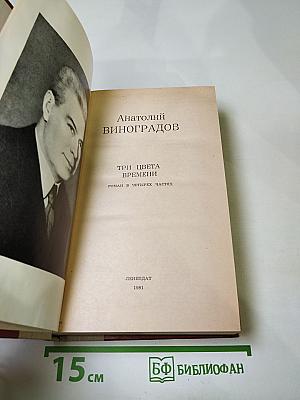 Анатолий
ВИНОГРАДОВ
ТРИ ЦВЕТА
ВРЕМЕНИ
РОМАН В ЧЕТЫРЕХ ЧАСТЯХ
ЛЕНИЗДАТ
1981
15 см
БФ БИБЛИОФАН